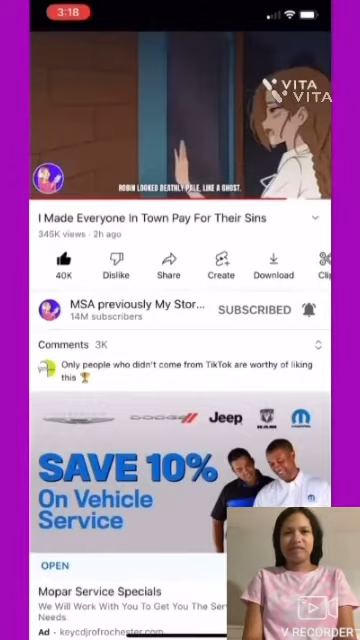 3:18
VITA
VITA
ROBIN LOOKED DEATHLY PALE, LIKE A GHOST.
I Made Everyone In Town Pay For Their Sins
345K views · 2h ago
40K
Dislike
Share
Create
Download
Clip
MSA previously My Stor...
14M subscribers
SUBSCRIBED
Comments 3K
Only people who didn't come from TikTok are worthy of liking
this 🏆
DODGE
Jeep
RAM
SAVE 10%
On Vehicle
Service
OPEN
Mopar Service Specials
We Will Work With You To Get You The Ser
Needs
Ad · keycdjrofrochester.com
V RECORDER